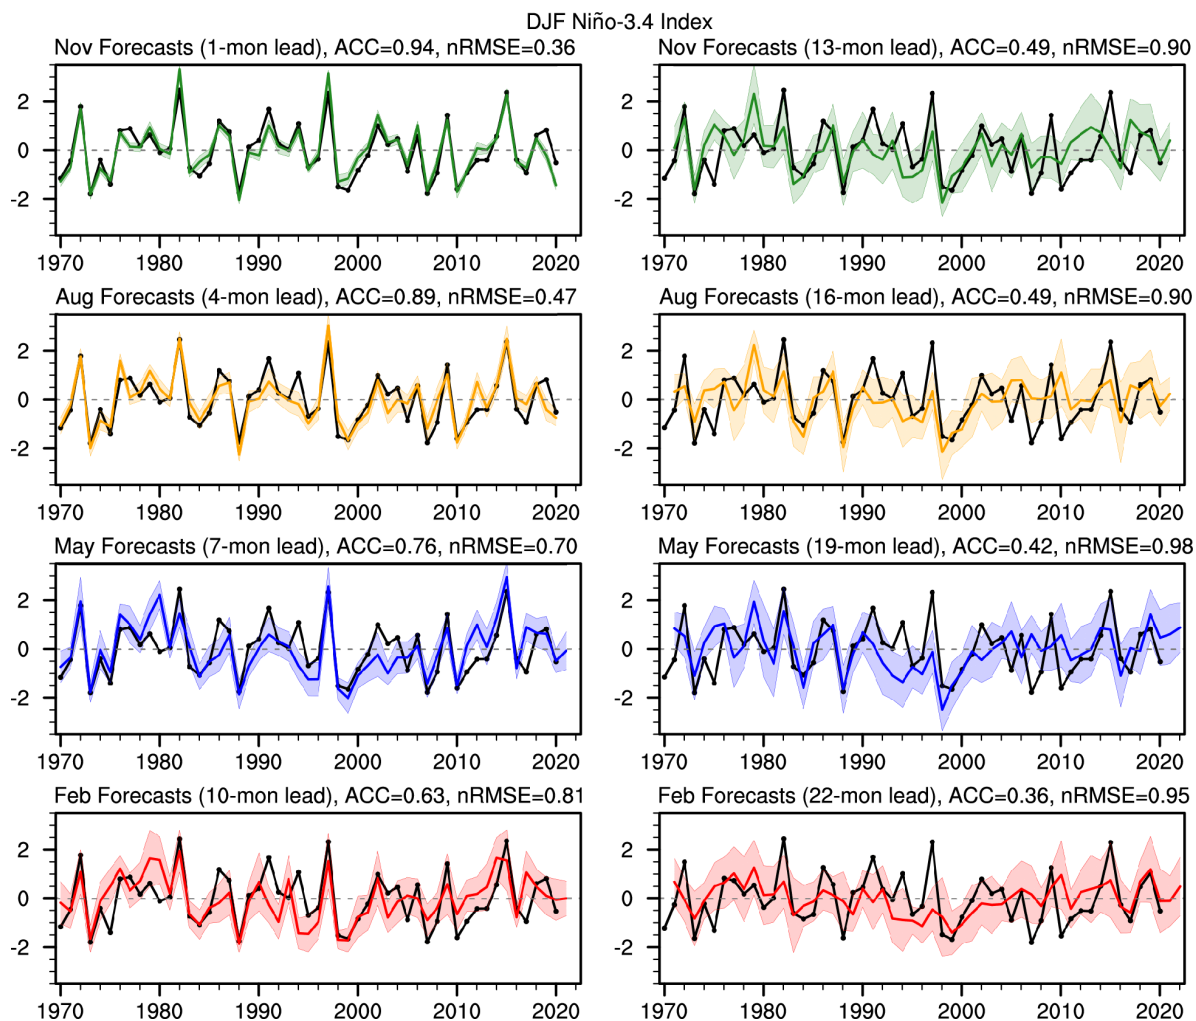 DJF Niño-3.4 Index
Nov Forecasts (1-mon lead), ACC=0.94, nRMSE=0.36
2
0
-2
1970 1980 1990 2000 2010 2020
Nov Forecasts (13-mon lead), ACC=0.49, nRMSE=0.90
2
0
-2
1970 1980 1990 2000 2010 2020
Aug Forecasts (4-mon lead), ACC=0.89, nRMSE=0.47
2
0
-2
1970 1980 1990 2000 2010 2020
Aug Forecasts (16-mon lead), ACC=0.49, nRMSE=0.90
2
0
-2
1970 1980 1990 2000 2010 2020
May Forecasts (7-mon lead), ACC=0.76, nRMSE=0.70
2
0
-2
1970 1980 1990 2000 2010 2020
May Forecasts (19-mon lead), ACC=0.42, nRMSE=0.98
2
0
-2
1970 1980 1990 2000 2010 2020
Feb Forecasts (10-mon lead), ACC=0.63, nRMSE=0.81
2
0
-2
1970 1980 1990 2000 2010 2020
Feb Forecasts (22-mon lead), ACC=0.36, nRMSE=0.95
2
0
-2
1970 1980 1990 2000 2010 2020